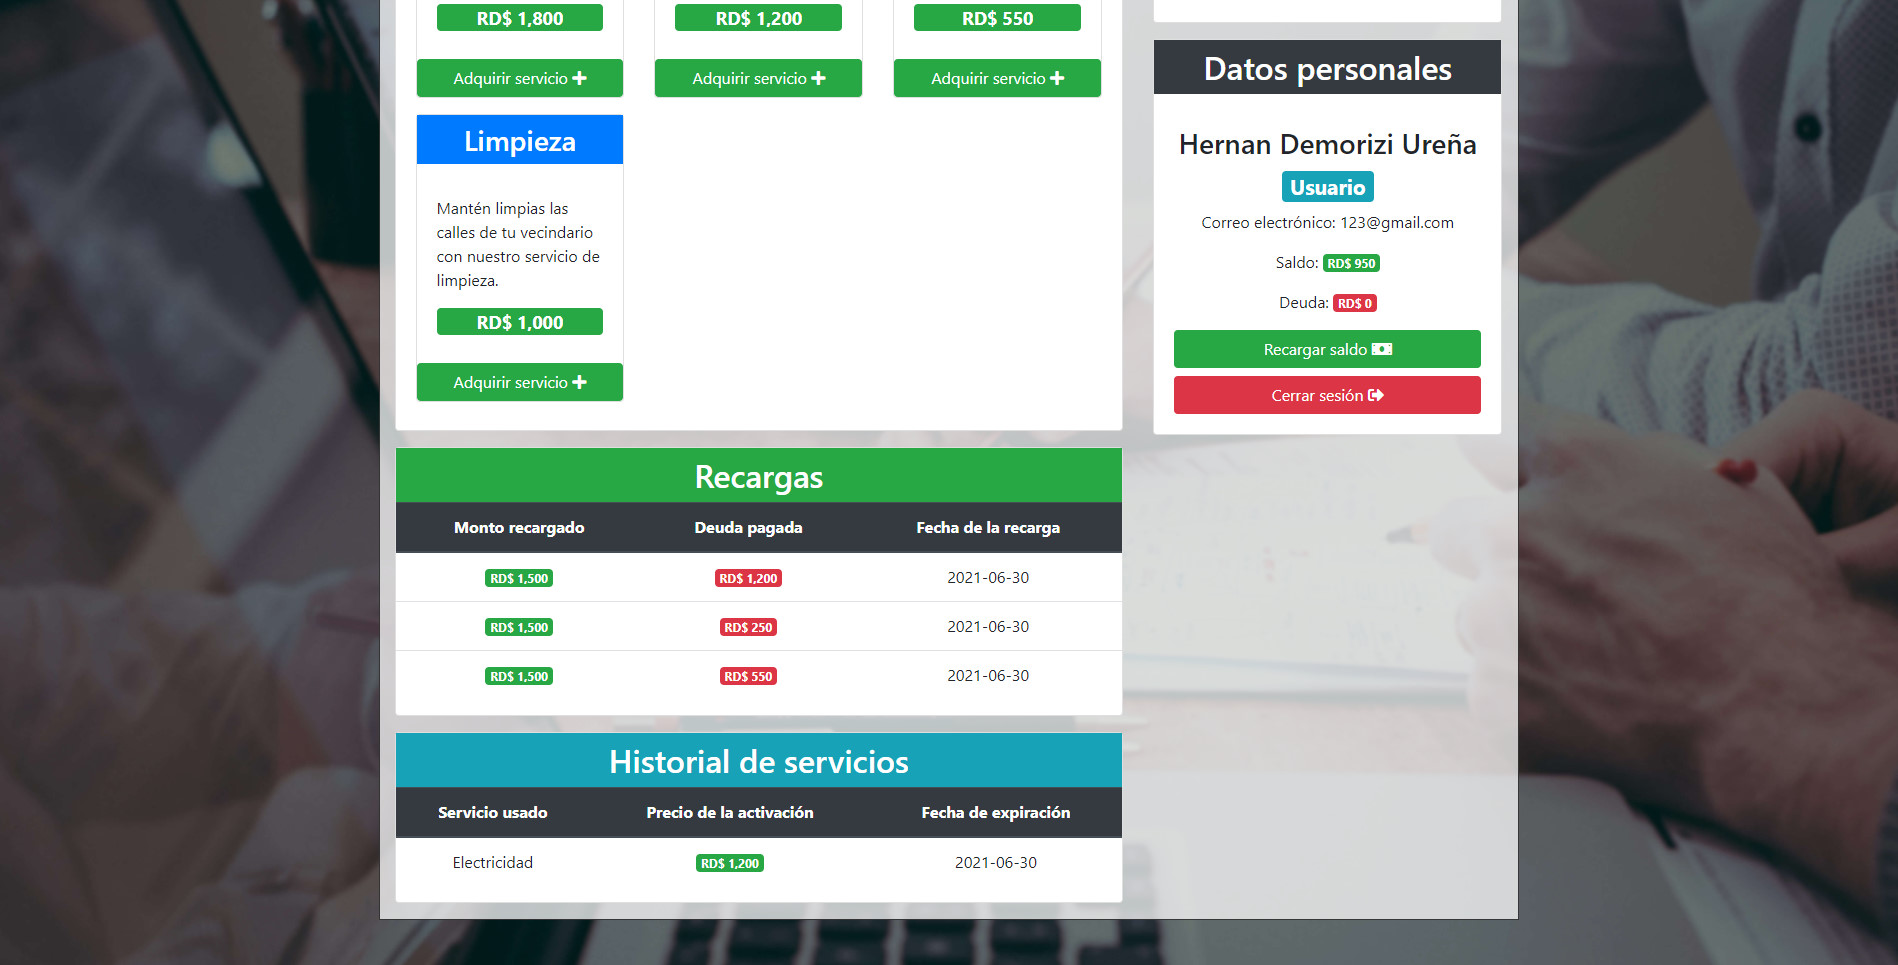 RD$ 1,800
RD$ 1,200
RD$ 550
Adquirir servicio
Adquirir servicio
Adquirir servicio
Limpieza
Mantén limpias las
calles de tu vecindario
con nuestro servicio de
limpieza.
RD$ 1,000
Adquirir servicio
Recargas
Monto recargado Deuda pagada Fecha de la recarga
RD$ 1,500 RD$ 1,200 2021-06-30
RD$ 1,500 RD$ 250 2021-06-30
RD$ 1,500 RD$ 550 2021-06-30
Historial de servicios
Servicio usado Precio de la activación Fecha de expiración
Electricidad RD$ 1,200 2021-06-30
Datos personales
Hernan Demorizi Ureña
Usuario
Correo electrónico: 123@gmail.com
Saldo: RD$ 950
Deuda: RD$ 0
Recargar saldo
Cerrar sesión